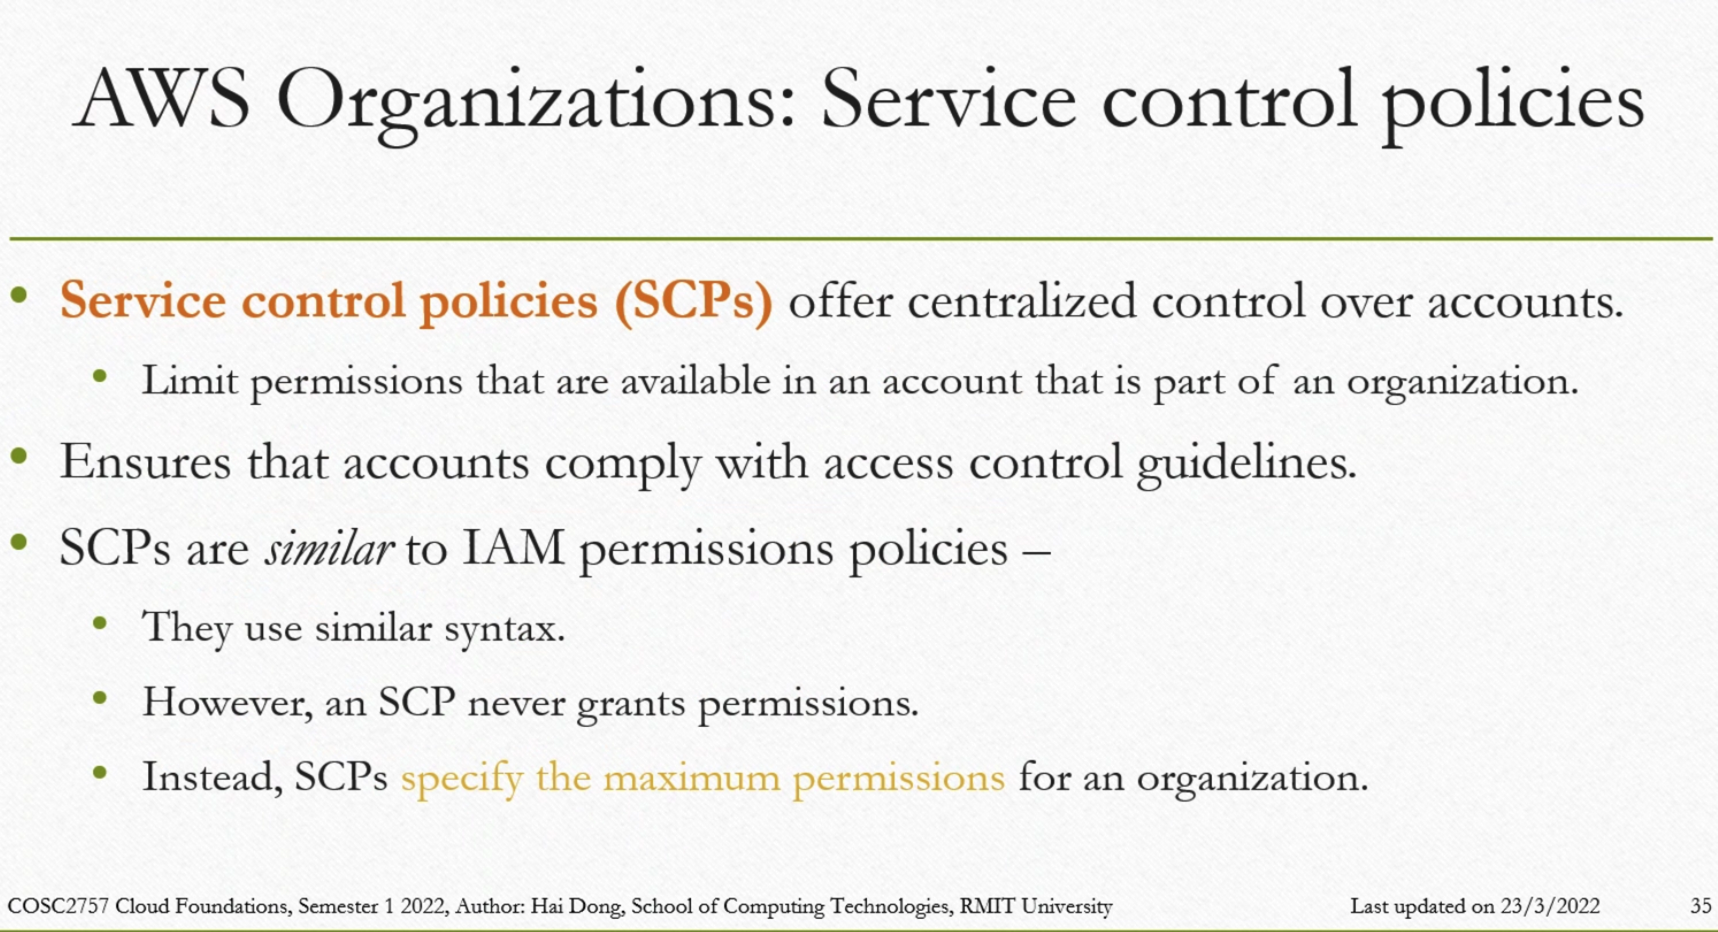 AWS Organizations: Service control policies
• Service control policies (SCPs) offer centralized control over accounts.
• Limit permissions that are available in an account that is part of an organization.
• Ensures that accounts comply with access control guidelines.
• SCPs are similar to IAM permissions policies –
• They use similar syntax.
• However, an SCP never grants permissions.
• Instead, SCPs specify the maximum permissions for an organization.
COSC2757 Cloud Foundations, Semester 1 2022, Author: Hai Dong, School of Computing Technologies, RMIT University Last updated on 23/3/2022 35